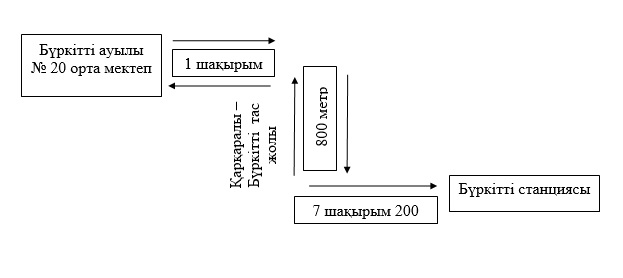 Бүркітті ауылы
№ 20 орта мектеп
1 шақырым
800 метр
Қарқаралы –
Бүркітті тас
жолы
Бүркітті станциясы
7 шақырым 200